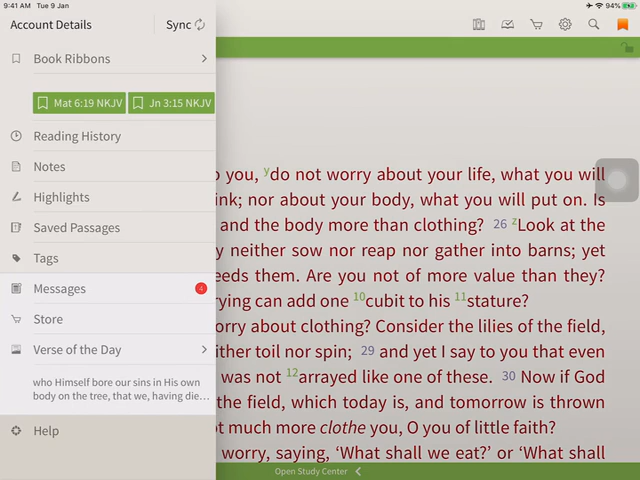 9:41 AM Tue 9 Jan
94%
Account Details
Sync
Book Ribbons
Mat 6:19 NKJV
Jn 3:15 NKJV
Reading History
Notes
Highlights
Saved Passages
Tags
Messages
4
Store
Verse of the Day
who Himself bore our sins in His own
body on the tree, that we, having die…
Help
you, ydo not worry about your life, what you will
nor about your body, what you will put on. Is
and the body more than clothing? 26 zLook at the
neither sow nor reap nor gather into barns; yet
them. Are you not of more value than they?
can add one 10cubit to his 11stature?
about clothing? Consider the lilies of the field,
toil nor spin; 29 and yet I say to you that even
was not 12arrayed like one of these. 30 Now if God
the field, which today is, and tomorrow is thrown
much more clothe you, O you of little faith?
worry, saying, ‘What shall we eat?’ or ‘What shall
Open Study Center